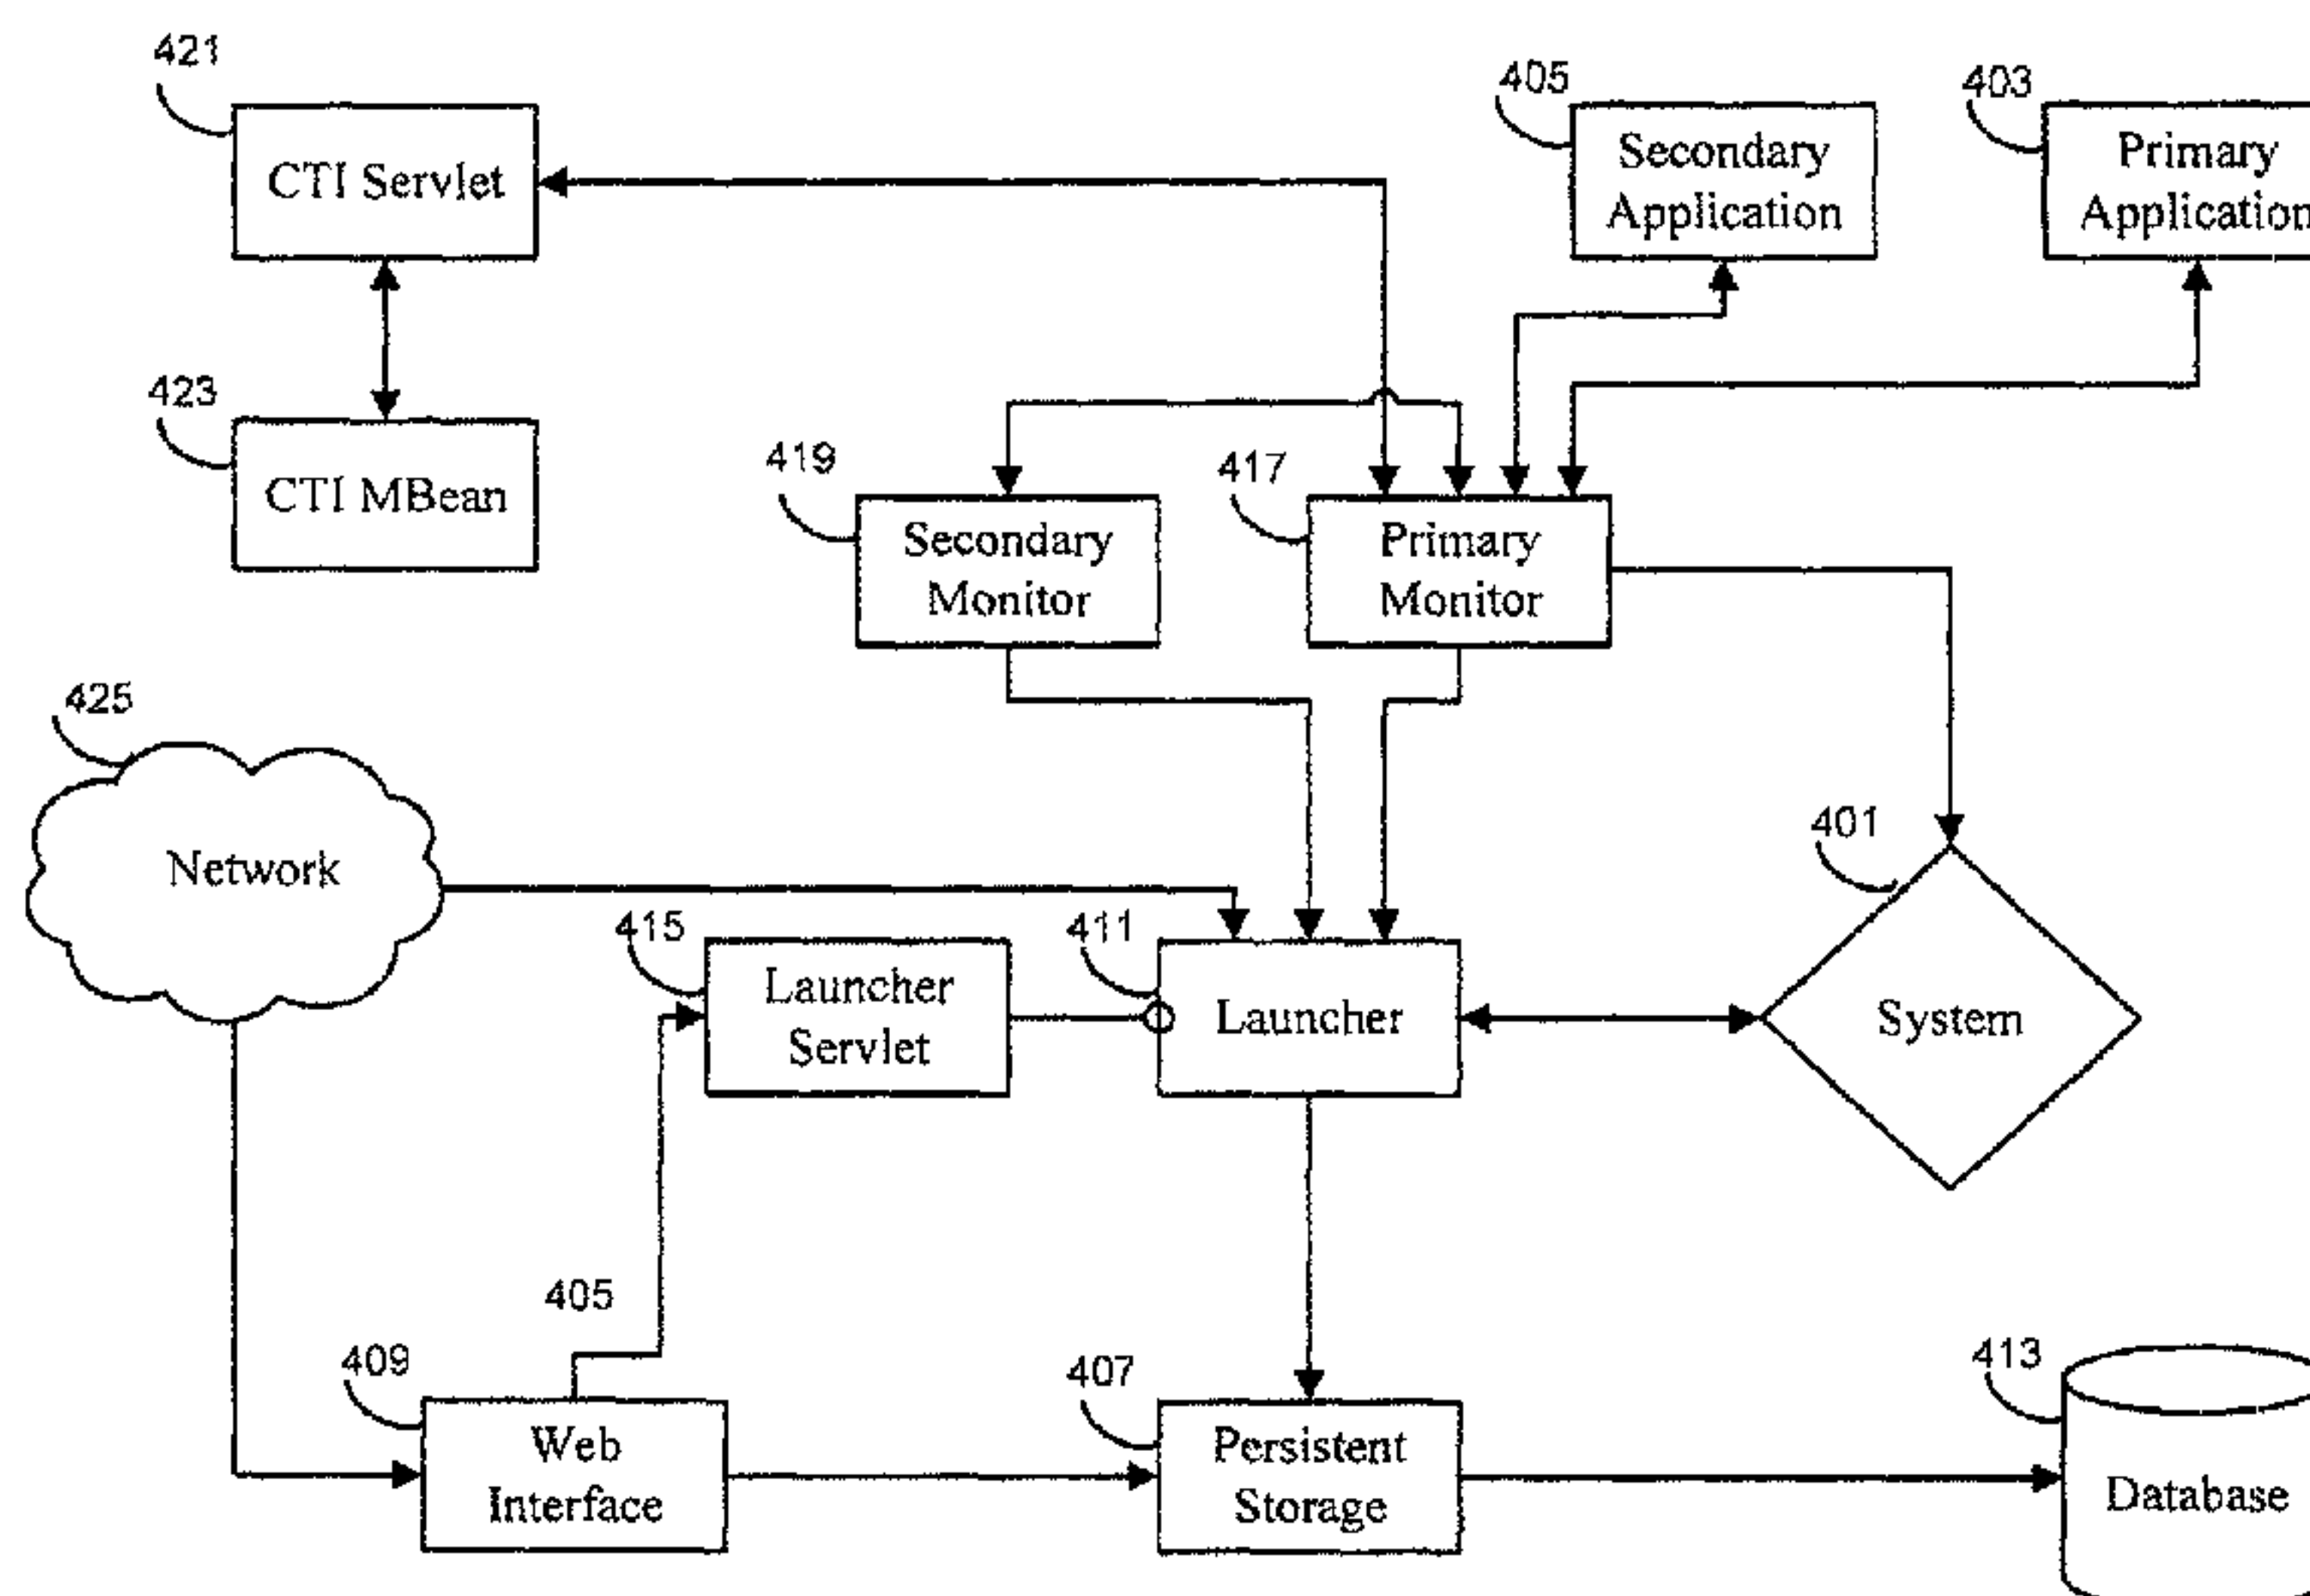 421
CTI Servlet
405
Secondary
Application
403
Primary
Application
423
CTI MBean
419
Secondary
Monitor
417
Primary
Monitor
425
Network
401
System
415
Launcher
Servlet
411
Launcher
405
409
Web
Interface
407
Persistent
Storage
413
Database